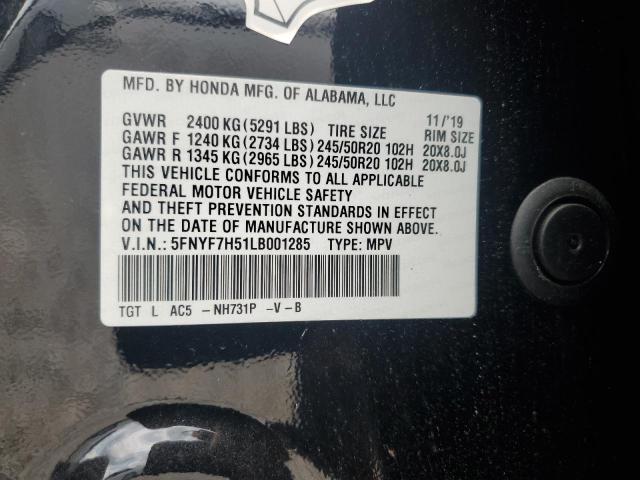 MFD. BY HONDA MFG. OF ALABAMA, LLC
11/'19
GVWR 2400 KG (5291 LBS) TIRE SIZE RIM SIZE
GAWR F 1240 KG (2734 LBS) 245/50R20 102H 20X8.0J
GAWR R 1345 KG (2965 LBS) 245/50R20 102H 20X8.0J
THIS VEHICLE CONFORMS TO ALL APPLICABLE
FEDERAL MOTOR VEHICLE SAFETY
AND THEFT PREVENTION STANDARDS IN EFFECT
ON THE DATE OF MANUFACTURE SHOWN ABOVE.
V.I.N.: 5FNYF7H51LB001285 TYPE: MPV
TGT L AC5 -NH731P -V-B